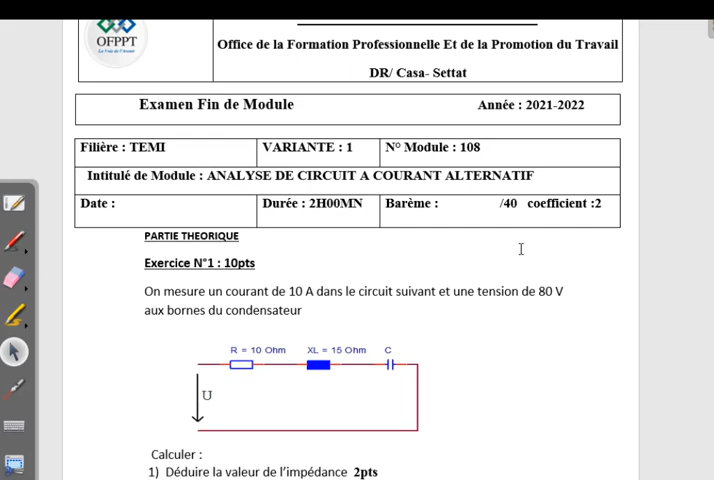 OFPPT
La Voie de l'Avenir
Office de la Formation Professionnelle Et de la Promotion du Travail
DR/ Casa- Settat
Examen Fin de Module Année : 2021-2022
Filière : TEMI VARIANTE : 1 N° Module : 108
Intitulé de Module : ANALYSE DE CIRCUIT A COURANT ALTERNATIF
Date : Durée : 2H00MN Barème : /40 coefficient :2
PARTIE THEORIQUE
Exercice N°1 : 10pts
On mesure un courant de 10 A dans le circuit suivant et une tension de 80 V
aux bornes du condensateur
R = 10 Ohm XL = 15 Ohm C
U
Calculer :
1) Déduire la valeur de l'impédance 2pts